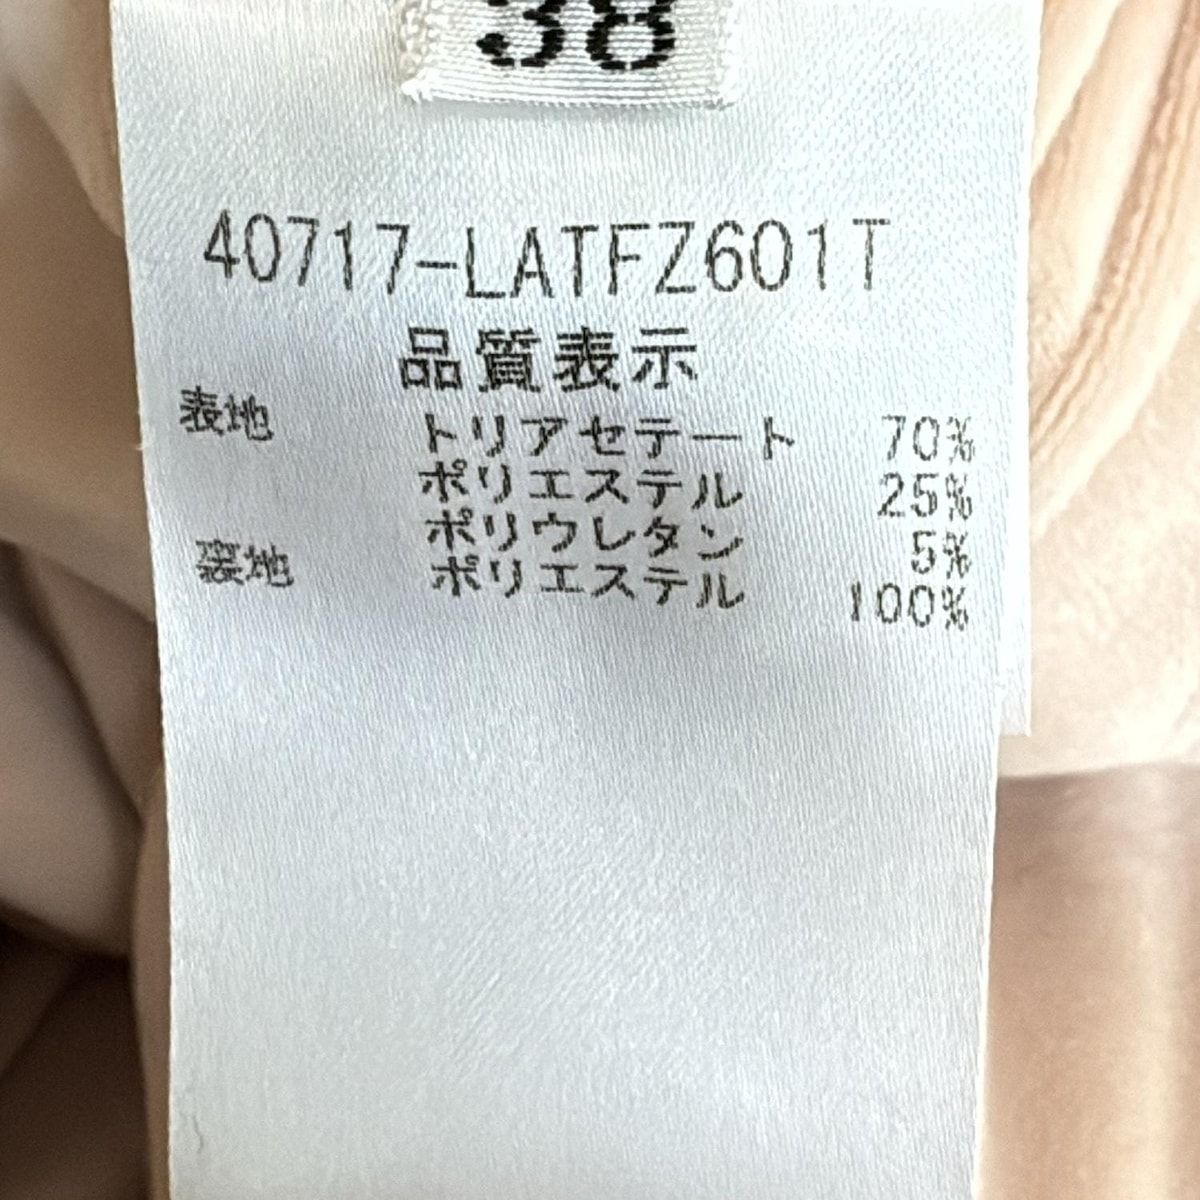 38
40717-LATFZ601T
品質表示
表地 トリアセテート 70%
ポリエステル 25%
ポリウレタン 5%
裏地 ポリエステル 100%